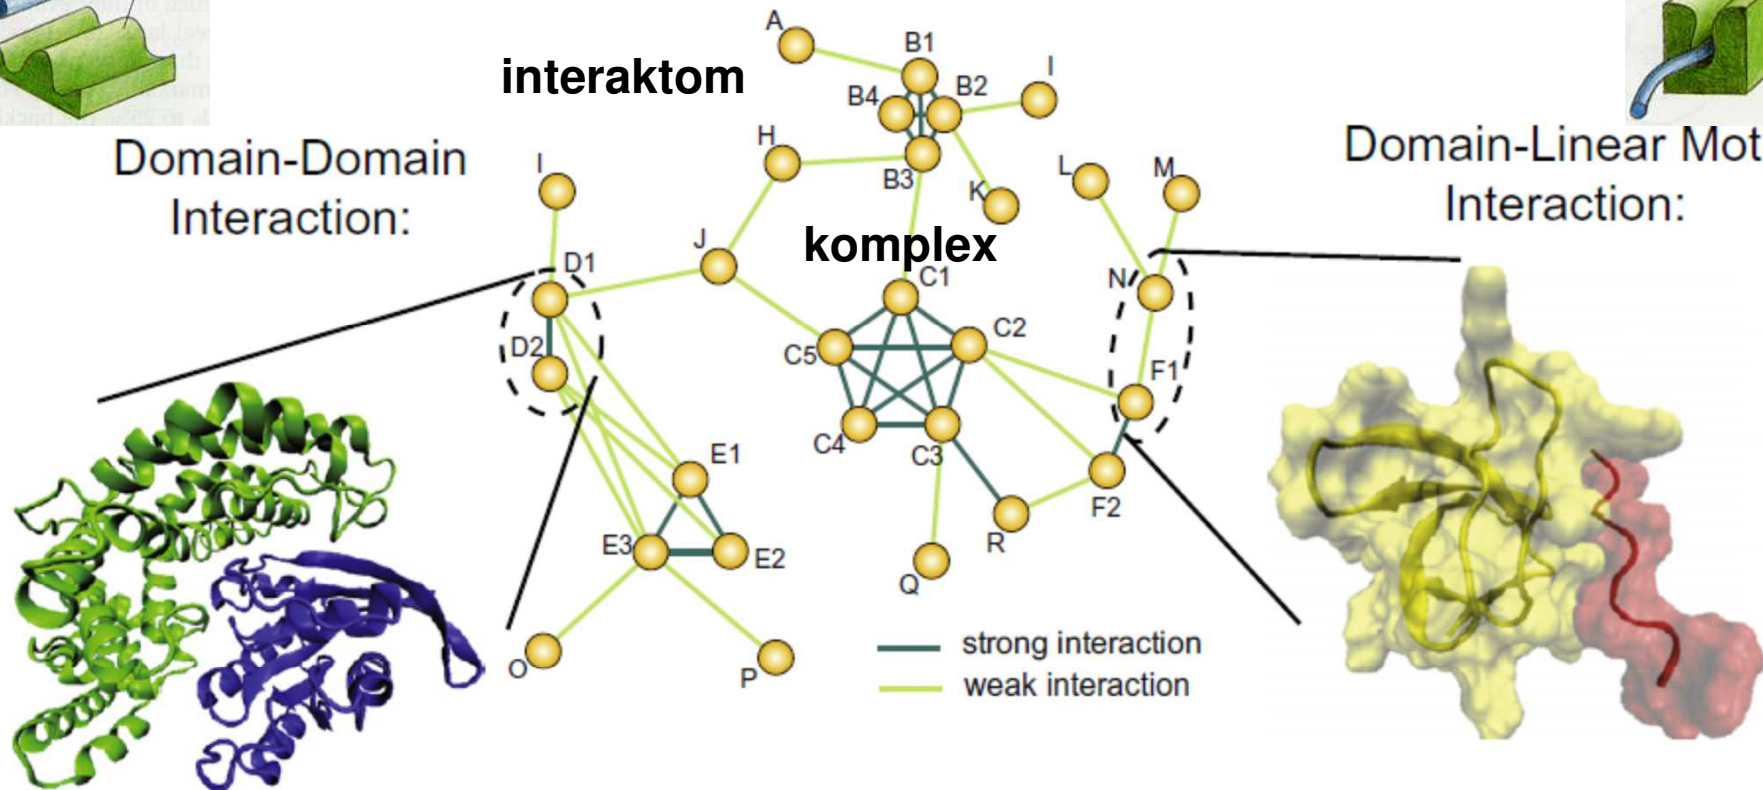 interaktom
Domain-Domain
Interaction:
Domain-Linear Mot
Interaction:
komplex
A
B1
B2
B4
B3
I
H
K
L
M
I
J
D1
D2
C1
C2
C5
C4
C3
N
F1
F2
E1
E3
E2
R
Q
O
P
strong interaction
weak interaction